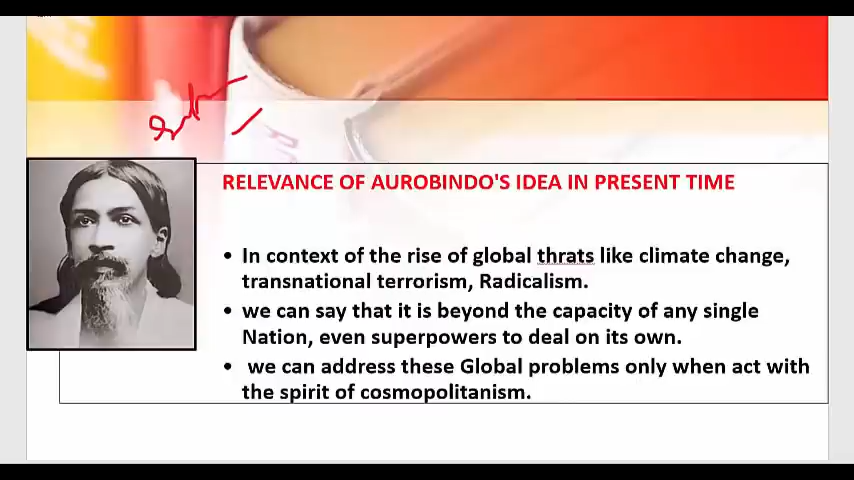 RELEVANCE OF AUROBINDO'S IDEA IN PRESENT TIME
• In context of the rise of global thrats like climate change,
transnational terrorism, Radicalism.
• we can say that it is beyond the capacity of any single
Nation, even superpowers to deal on its own.
• we can address these Global problems only when act with
the spirit of cosmopolitanism.